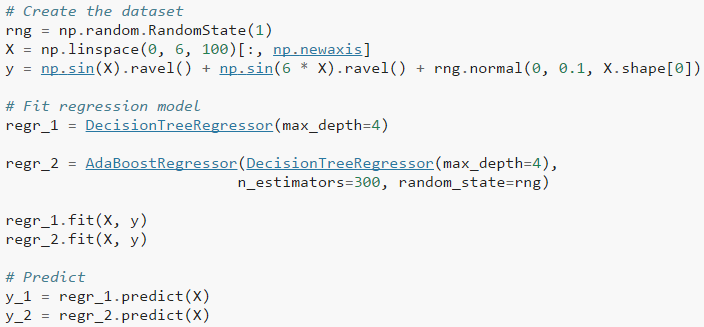 # Create the dataset
rng = np.random.RandomState(1)
X = np.linspace(0, 6, 100)[:, np.newaxis]
y = np.sin(X).ravel() + np.sin(6 * X).ravel() + rng.normal(0, 0.1, X.shape[0])

# Fit regression model
regr_1 = DecisionTreeRegressor(max_depth=4)

regr_2 = AdaBoostRegressor(DecisionTreeRegressor(max_depth=4),
                          n_estimators=300, random_state=rng)

regr_1.fit(X, y)
regr_2.fit(X, y)

# Predict
y_1 = regr_1.predict(X)
y_2 = regr_2.predict(X)